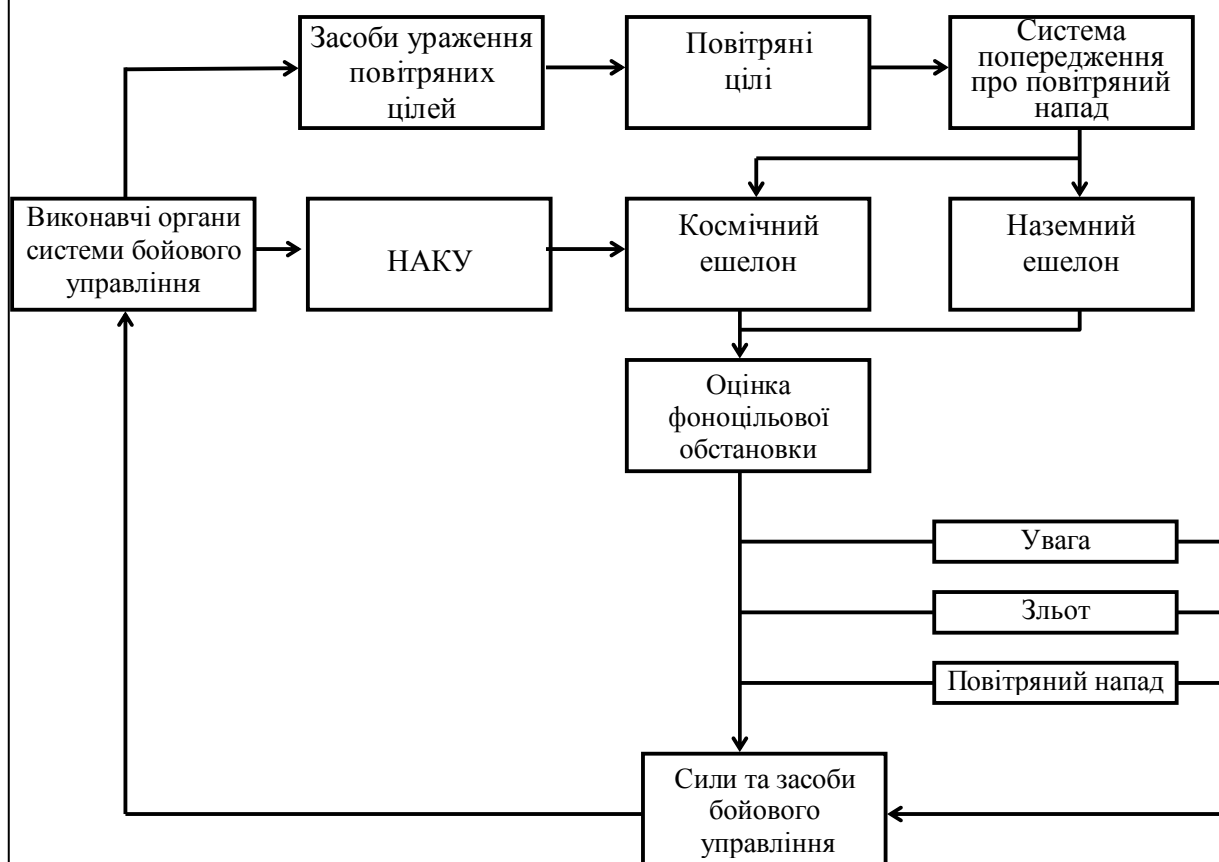 Засоби ураження
повітряних
цілей
Повітряні
цілі
Система
попередження
про повітряний
напад
Виконавчі органи
системи бойового
управління
НАКУ
Космічний
ешелон
Наземний
ешелон
Оцінка
фоноцільової
обстановки
Увага
Зльот
Повітряний напад
Сили та засоби
бойового
управління